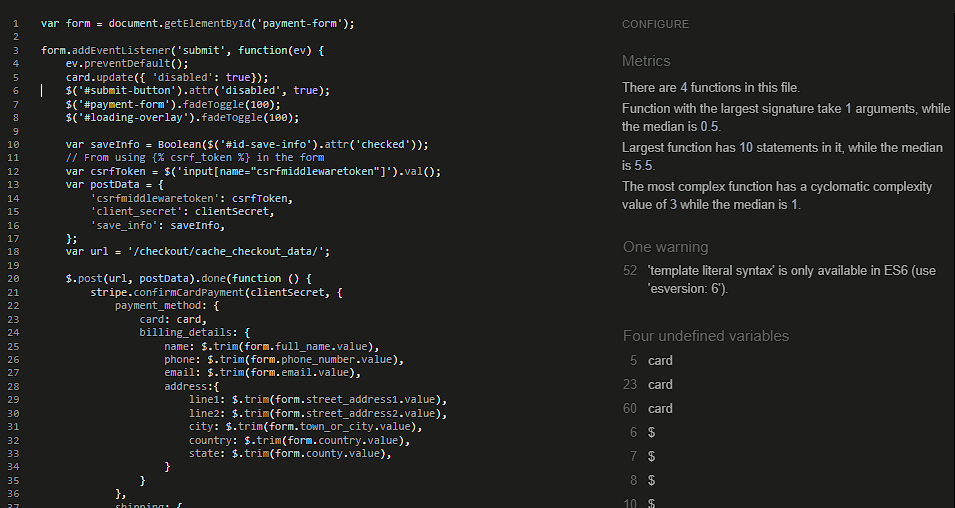 1 var form = document.getElementById('payment-form');
2
3 form.addEventListener('submit', function(ev) {
4 ev.preventDefault();
5 card.update({ 'disabled': true});
6 $('#submit-button').attr('disabled', true);
7 $('#payment-form').fadeToggle(100);
8 $('#loading-overlay').fadeToggle(100);
9
10 var saveInfo = Boolean($('#id-save-info').attr('checked'));
11 // From using {% csrf_token %} in the form
12 var csrfToken = $('input[name="csrfmiddlewaretoken"]').val();
13 var postData = {
14 'csrfmiddlewaretoken': csrfToken,
15 'client_secret': clientSecret,
16 'save_info': saveInfo,
17 };
18 var url = '/checkout/cache_checkout_data/';
19
20 $.post(url, postData).done(function () {
21 stripe.confirmCardPayment(clientSecret, {
22 payment_method: {
23 card: card,
24 billing_details: {
25 name: $.trim(form.full_name.value),
26 phone: $.trim(form.phone_number.value),
27 email: $.trim(form.email.value),
28 address:{
29 line1: $.trim(form.street_address1.value),
30 line2: $.trim(form.street_address2.value),
31 city: $.trim(form.town_or_city.value),
32 country: $.trim(form.country.value),
33 state: $.trim(form.county.value),
34 }
35 }
36 },
37 shipping: {
CONFIGURE
Metrics
There are 4 functions in this file.
Function with the largest signature take 1 arguments, while
the median is 0.5.
Largest function has 10 statements in it, while the median
is 5.5.
The most complex function has a cyclomatic complexity
value of 3 while the median is 1.
One warning
52 'template literal syntax' is only available in ES6 (use
'esversion: 6').
Four undefined variables
5 card
23 card
60 card
6 $
7 $
8 $
10 $